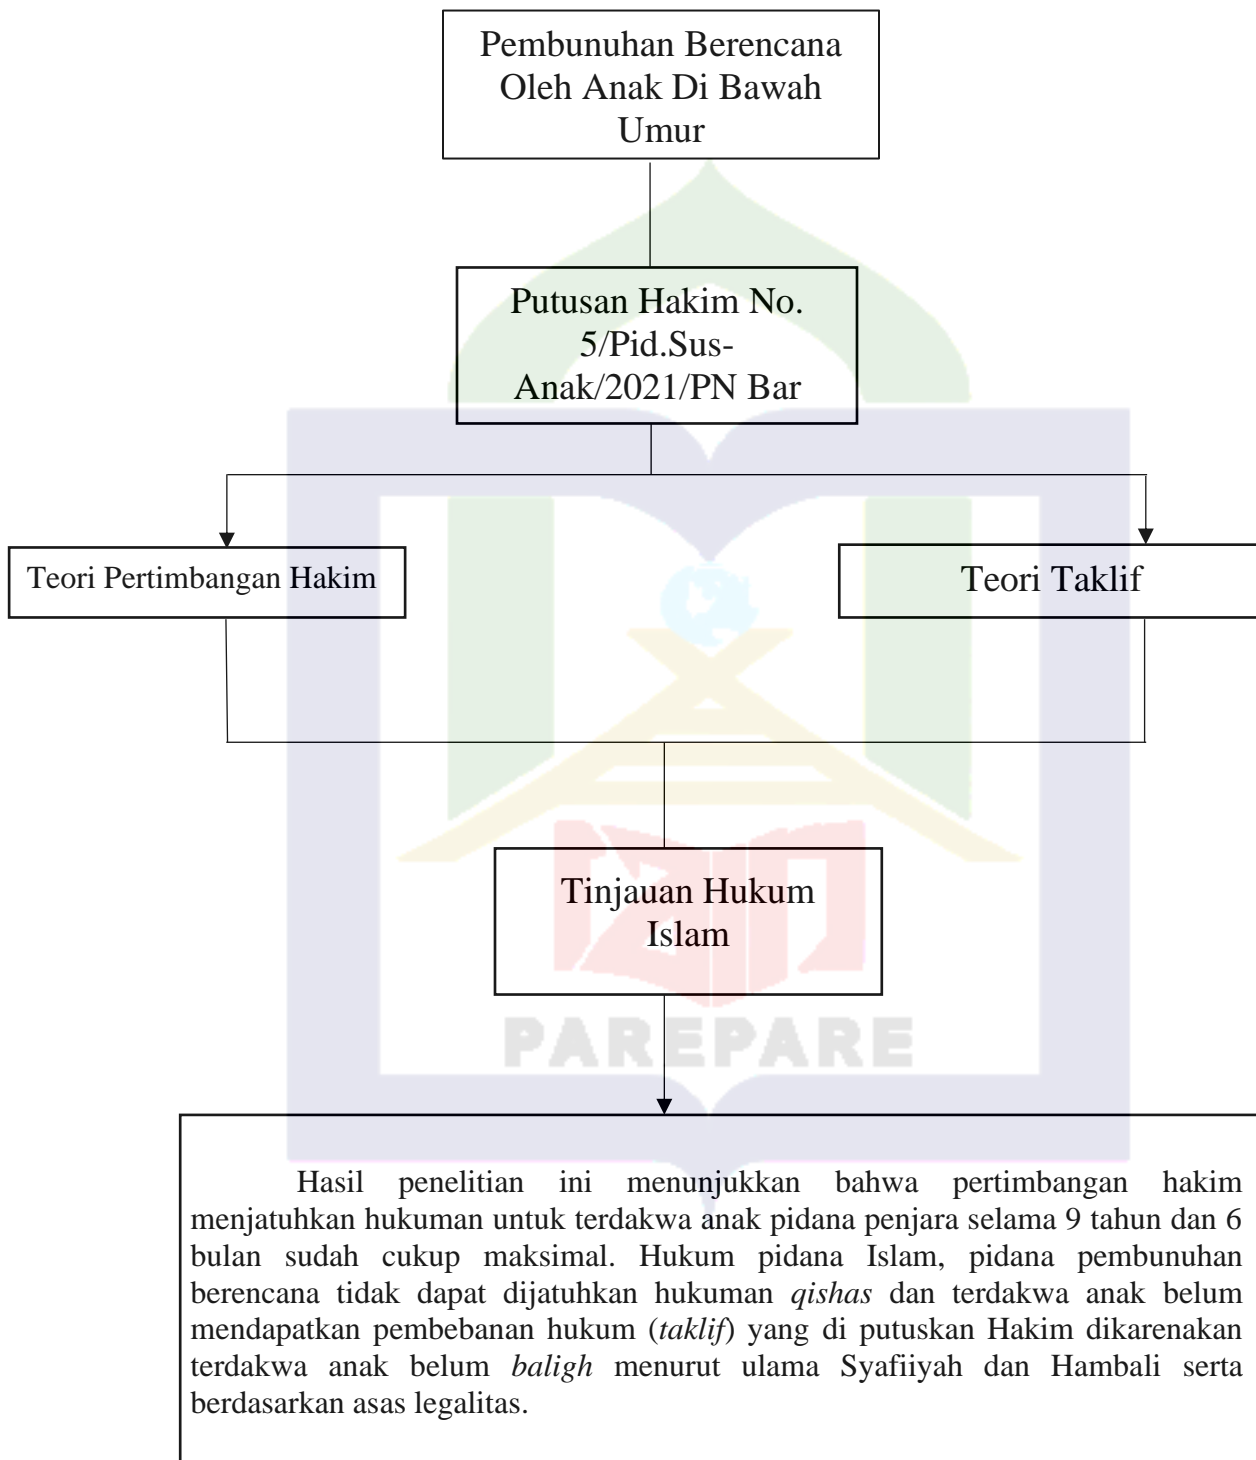 Pembunuhan Berencana
Oleh Anak Di Bawah
Umur
Putusan Hakim No.
5/Pid.Sus-
Anak/2021/PN Bar
Teori Pertimbangan Hakim
Teori Taklif
Tinjauan Hukum
Islam
PAREPARE
Hasil penelitian ini menunjukkan bahwa pertimbangan hakim
menjatuhkan hukuman untuk terdakwa anak pidana penjara selama 9 tahun dan 6
bulan sudah cukup maksimal. Hukum pidana Islam, pidana pembunuhan
berencana tidak dapat dijatuhkan hukuman qishas dan terdakwa anak belum
mendapatkan pembebanan hukum (taklif) yang di putuskan Hakim dikarenakan
terdakwa anak belum baligh menurut ulama Syafiiyah dan Hambali serta
berdasarkan asas legalitas.